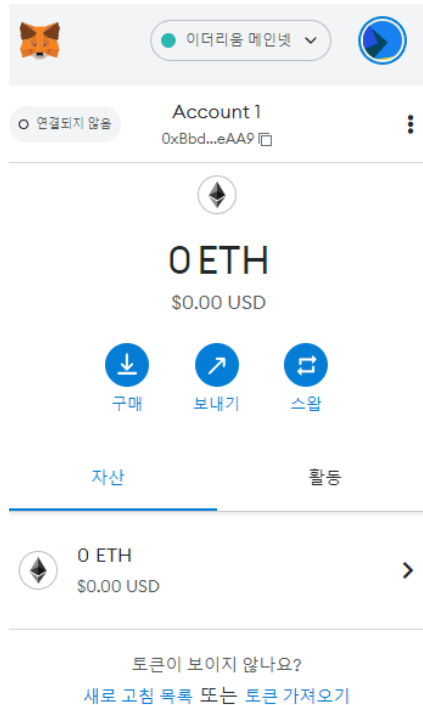 이더리움 메인넷
연결되지 않음
Account 1
0xBbd...eAA9
0 ETH
$0.00 USD
구매 보내기 스왑
자산 활동
0 ETH
$0.00 USD
토큰이 보이지 않나요?
새로 고침 목록 또는 토큰 가져오기